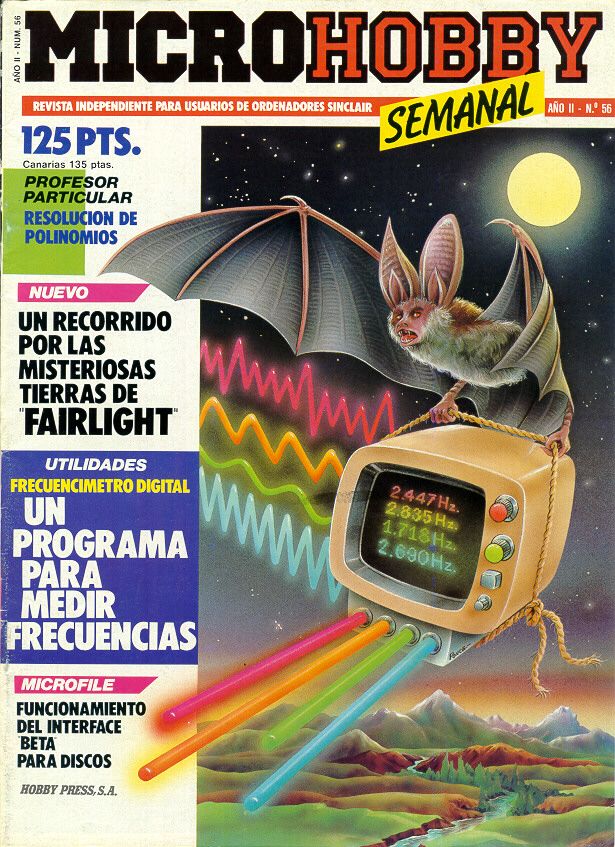 AÑO II - NUM. 56
MICROHOBBY
REVISTA INDEPENDIENTE PARA USUARIOS DE ORDENADORES SINCLAIR
SEMANAL
AÑO II - N.º 56
125 PTS.
Canarias 135 ptas.
PROFESOR
PARTICULAR
RESOLUCION DE
POLINOMIOS
NUEVO
UN RECORRIDO
POR LAS
MISTERIOSAS
TIERRAS DE
"FAIRLIGHT"
UTILIDADES
FRECUENCIMETRO DIGITAL
UN
PROGRAMA
PARA
MEDIR
FRECUENCIAS
MICROFILE
FUNCIONAMIENTO
DEL INTERFACE
"BETA"
PARA DISCOS
HOBBY PRESS, S.A.
2.447 Hz.
2.835 Hz.
1.718 Hz.
2.690 Hz.